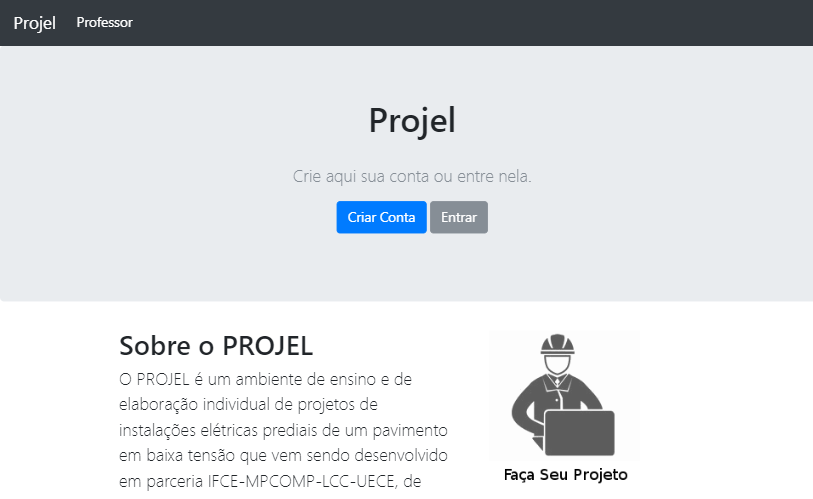 Projel Professor
Projel
Crie aqui sua conta ou entre nela.
Criar Conta Entrar
Sobre o PROJEL
O PROJEL é um ambiente de ensino e de
elaboração individual de projetos de
instalações elétricas prediais de um pavimento
em baixa tensão que vem sendo desenvolvido
em parceria IFCE-MPCOMP-LCC-UECE, de
Faça Seu Projeto